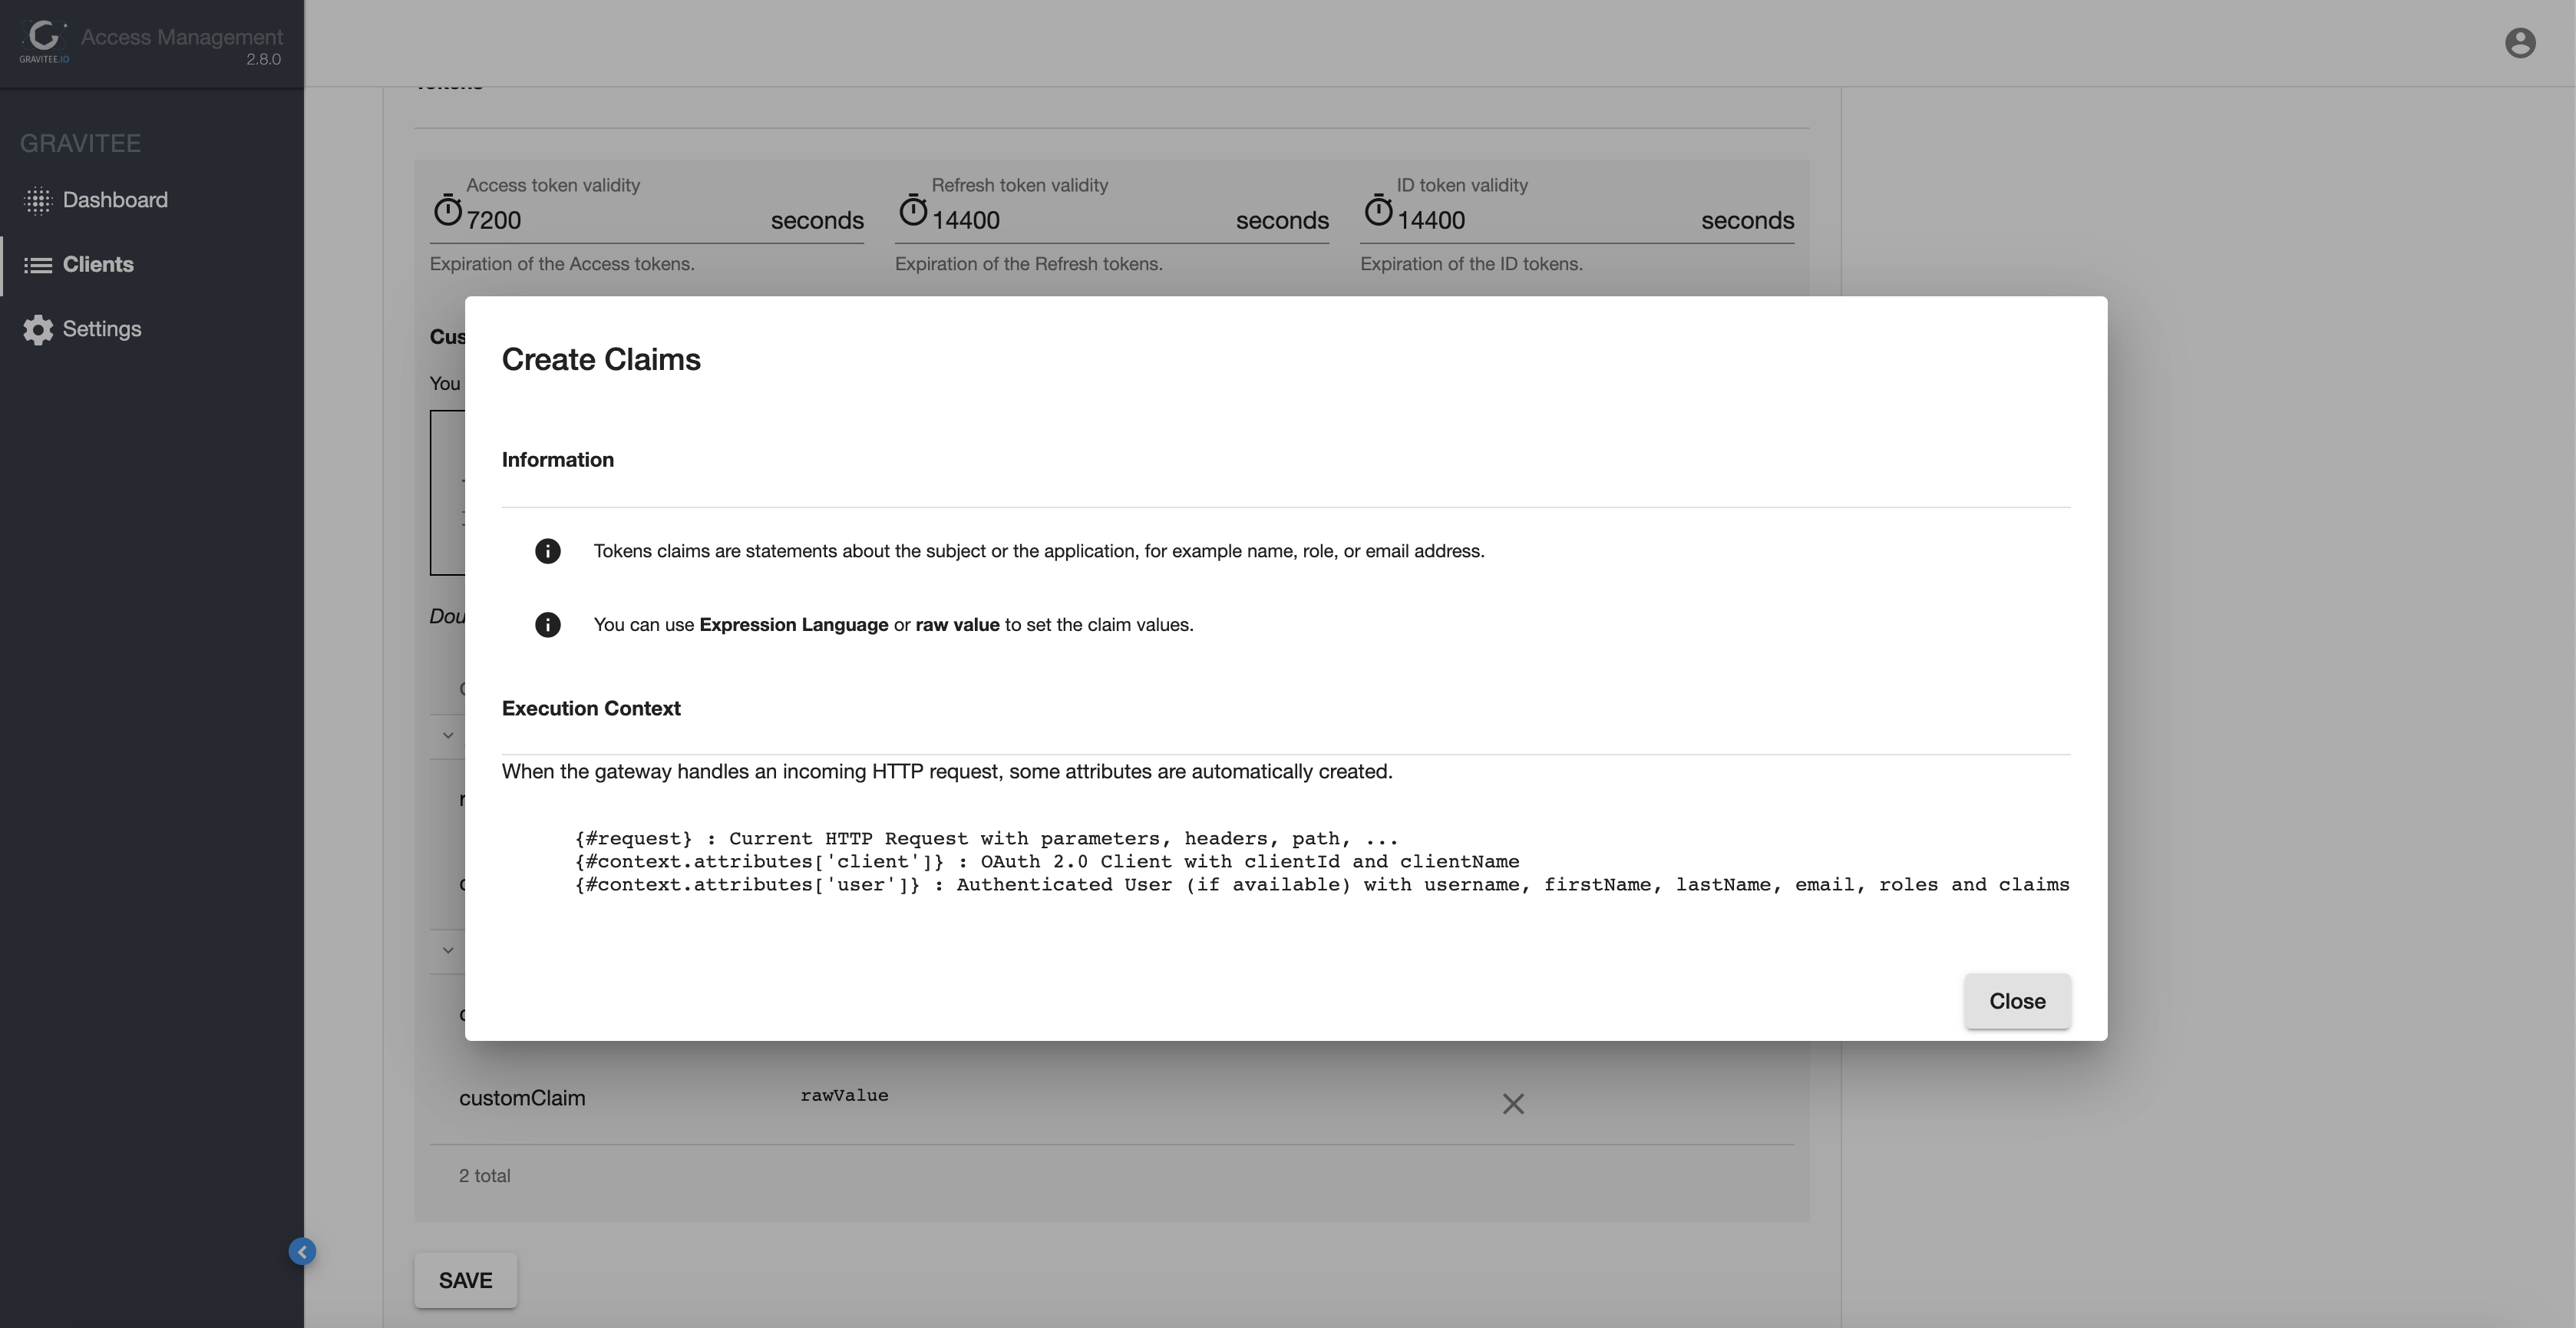 GRAVITEE.IO
Access Management
2.8.0
GRAVITEE
Dashboard
Clients
Settings
Access token validity
7200 seconds
Expiration of the Access tokens.
Refresh token validity
14400 seconds
Expiration of the Refresh tokens.
ID token validity
14400 seconds
Expiration of the ID tokens.
You
Create Claims
Information
Tokens claims are statements about the subject or the application, for example name, role, or email address.
You can use Expression Language or raw value to set the claim values.
Execution Context
When the gateway handles an incoming HTTP request, some attributes are automatically created.
{#request} : Current HTTP Request with parameters, headers, path, ...
{#context.attributes['client']} : OAuth 2.0 Client with clientId and clientName
{#context.attributes['user']} : Authenticated User (if available) with username, firstName, lastName, email, roles and claims
Close
customClaim rawValue
2 total
SAVE